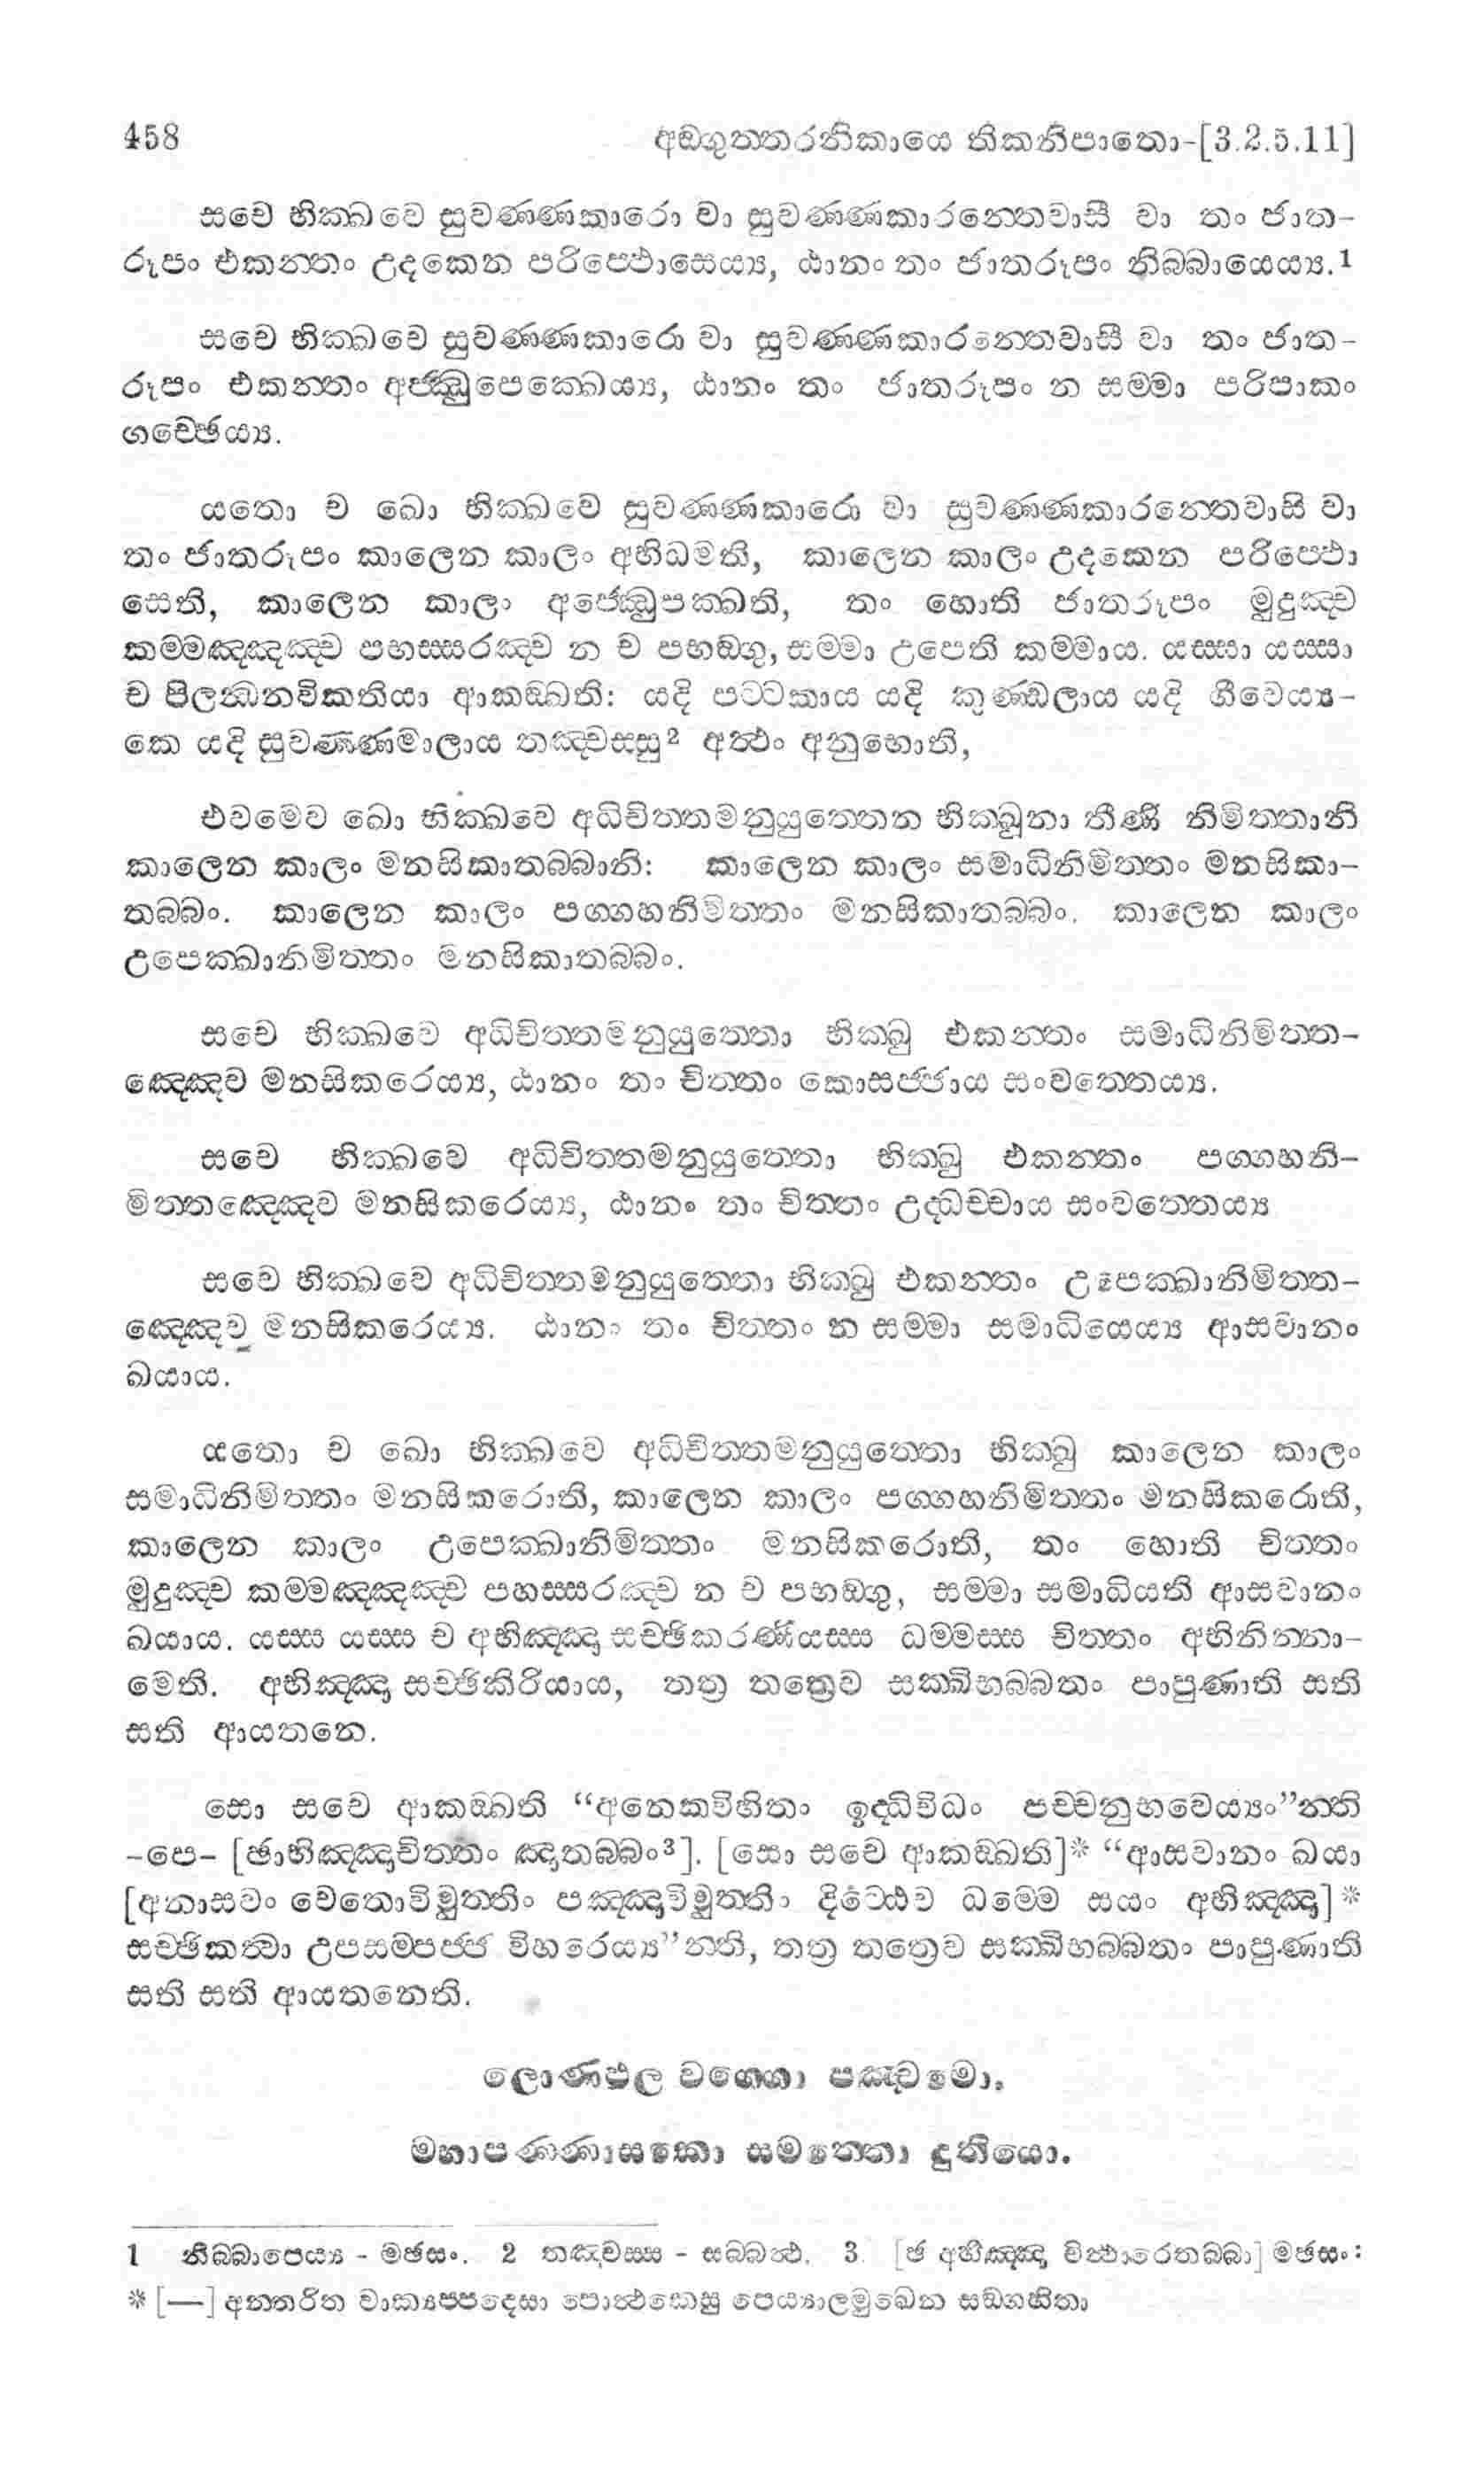 458 අඞ්ගුත්තරනිකායෙ තිකනිපාතො-[3.2.5.11]
සචෙ භික්ඛවෙ සුවණ්ණකාරො වා සුවණ්ණකාරන්තෙවාසී වා තං ජාත-
රූපං එකන්තං උදකෙන පරිප්ඵොසෙය්‍ය, ඨානං තං ජාතරූපං නිබ්බායෙය්‍ය.1
සචෙ භික්ඛවෙ සුවණ්ණකාරො වා සුවණ්ණකාරන්තෙවාසී වා තං ජාත-
රූපං එකන්තං අජ්ඣුපෙක්ඛෙය්‍ය, ඨානං තං ජාතරූපං න සම්මා පරිපාකං
ගච්ඡෙය්‍ය.
යතො ච ඛො භික්ඛවෙ සුවණ්ණකාරො වා සුවණ්ණකාරන්තෙවාසි වා
තං ජාතරූපං කාලෙන කාලං අභිධමති, කාලෙන කාලං උදකෙන පරිප්ඵො
සෙති, කාලෙන කාලං අජ්ඣුපෙක්ඛති, තං හොති ජාතරූපං මුදුඤ්ච
කම්මඤ්ඤඤ්ච පභස්සරඤ්ච න ච පභඞ්ගු, සම්මා උපෙති කම්මාය. යස්සා යස්සා
ච පිලන්ධනවිකතියා ආකඞ්ඛති: යදි පට්ටකාය යදි කුණ්ඩලාය යදි ගීවෙය්‍ය-
කෙ යදි සුවණ්ණමාලාය තඤ්චස්සු2 අත්ථං අනුභොති,
එවමෙව ඛො භික්ඛවෙ අධිචිත්තමනුයුත්තෙන භික්ඛුනා තීණි නිමිත්තානි
කාලෙන කාලං මනසිකාතබ්බානි: කාලෙන කාලං සමාධිනිමිත්තං මනසිකා-
තබ්බං. කාලෙන කාලං පග්ගහනිමිත්තං මනසිකාතබ්බං. කාලෙන කාලං
උපෙක්ඛානිමිත්තං මනසිකාතබ්බං.
සචෙ භික්ඛවෙ අධිචිත්තමනුයුත්තො භික්ඛු එකන්තං සමාධිනිමිත්ත-
ඤ්ඤෙව මනසිකරෙය්‍ය, ඨානං තං චිත්තං කොසජ්ජාය සංවත්තෙය්‍ය.
සචෙ භික්ඛවෙ අධිචිත්තමනුයුත්තො භික්ඛු එකන්තං පග්ගහනි-
මිත්තඤ්ඤෙව මනසිකරෙය්‍ය, ඨානං තං චිත්තං උද්ධච්චාය සංවත්තෙය්‍ය
සචෙ භික්ඛවෙ අධිචිත්තමනුයුත්තො භික්ඛු එකන්තං උපෙක්ඛානිමිත්ත-
ඤ්ඤෙව මනසිකරෙය්‍ය. ඨානං තං චිත්තං න සම්මා සමාධියෙය්‍ය ආසවානං
ඛයාය.
යතො ච ඛො භික්ඛවෙ අධිචිත්තමනුයුත්තො භික්ඛු කාලෙන කාලං
සමාධිනිමිත්තං මනසිකරොති, කාලෙන කාලං පග්ගහනිමිත්තං මනසිකරොති,
කාලෙන කාලං උපෙක්ඛානිමිත්තං මනසිකරොති, තං හොති චිත්තං
මුදුඤ්ච කම්මඤ්ඤඤ්ච පභස්සරඤ්ච න ච පභඞ්ගු, සම්මා සමාධියති ආසවානං
ඛයාය. යස්ස යස්ස ච අභිඤ්ඤා සච්ඡිකරණීයස්ස ධම්මස්ස චිත්තං අභිනින්නා-
මෙති. අභිඤ්ඤා සච්ඡිකිරියාය, තත්‍ර තත්‍රෙව සක්ඛිභබ්බතං පාපුණාති සති
සති ආයතනෙ.
සො සචෙ ආකඞ්ඛති “අනෙකවිහිතං ඉද්ධිවිධං පච්චනුභවෙය්‍යං”න්ති
-පෙ- [ඡාභිඤ්ඤාචිත්තං ඤාතබ්බං3]. [සො සචෙ ආකඞ්ඛති]* “ආසවානං ඛයා
[අනාසවං චෙතොවිමුත්තිං පඤ්ඤාවිමුත්තිං දිට්ඨෙව ධම්මෙ සයං අභිඤ්ඤා]*
සච්ඡිකත්වා උපසම්පජ්ජ විහරෙය්‍ය”න්ති, තත්‍ර තත්‍රෙව සක්ඛිභබ්බතං පාපුණාති
සති සති ආයතනෙති.
ලොණඵල වග්ගො පඤ්චමො.
මහාපණ්ණාසකො සමත්තො දුතියො.
1 නිබ්බාපෙය්‍ය - මඡසං. 2 තඤ්චස්ස - සබ්බත්ථ. 3. [ඡ අභිඤ්ඤා විත්ථාරෙතබ්බා] මඡසං:
* [—] අන්තරිත වාක්‍යප්පදෙසා පොත්ථකෙසු පෙය්‍යාලමුඛෙන සඞ්ගහිතා